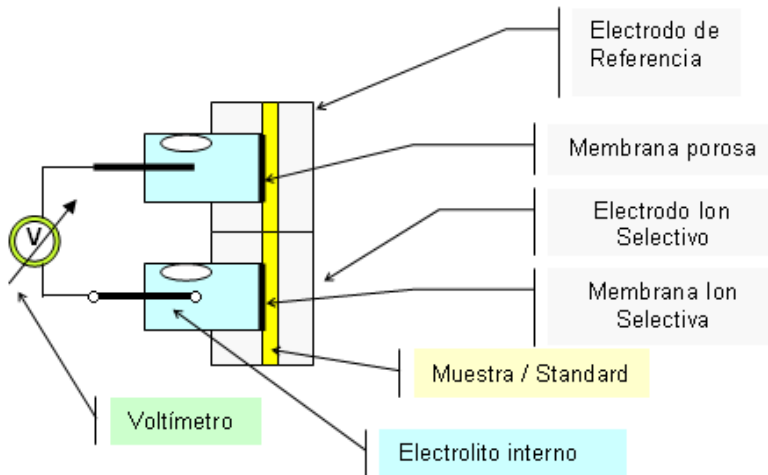 Electrodo de
Referencia
Membrana porosa
Electrodo Ion
Selectivo
V
Membrana Ion
Selectiva
Muestra / Standard
Voltímetro
Electrolito interno